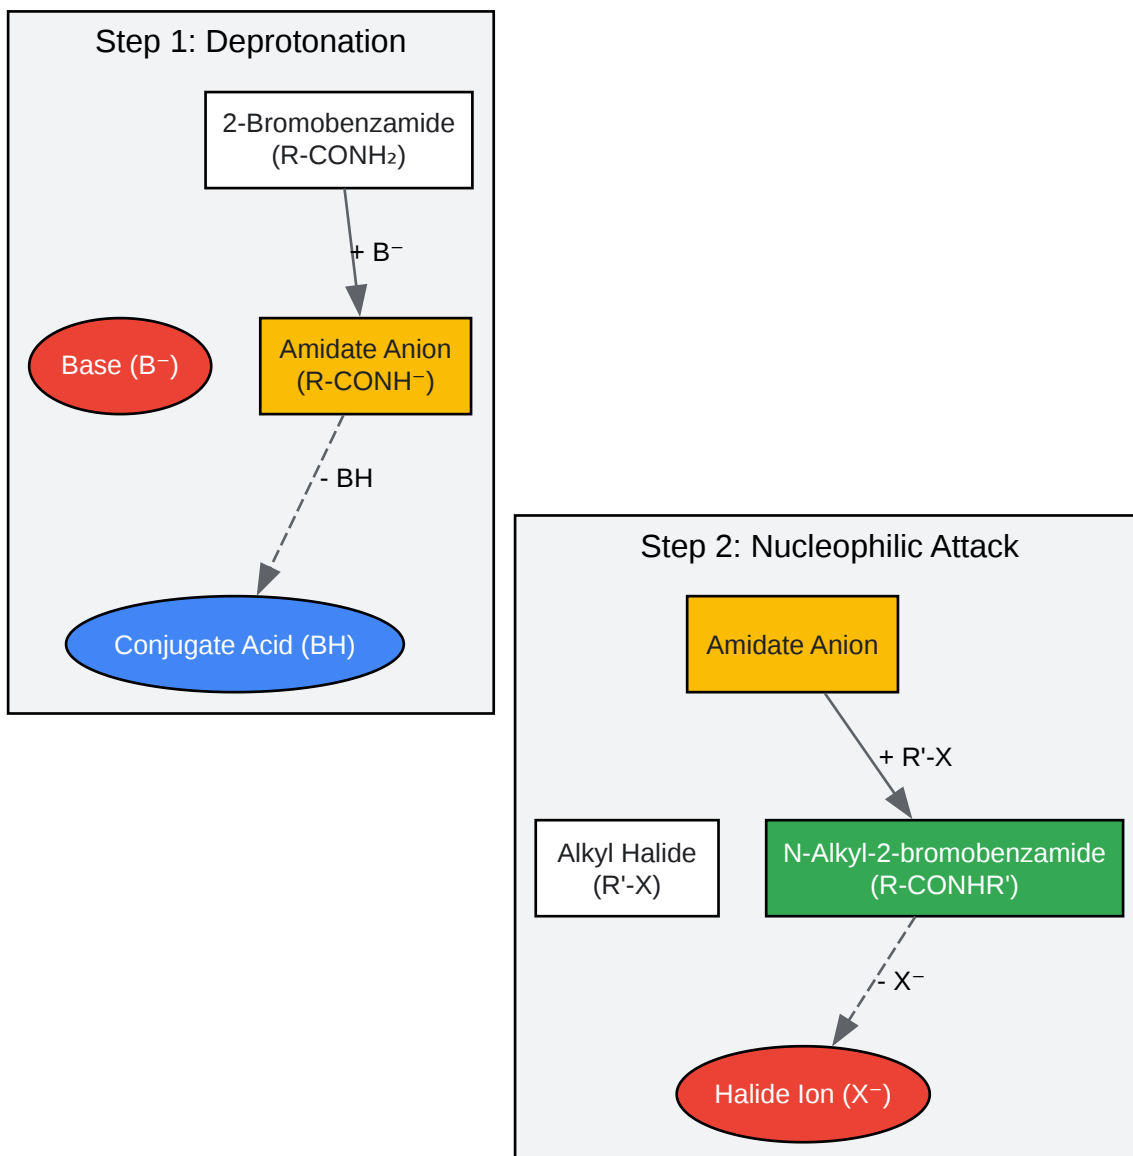 Step 1: Deprotonation
2-Bromobenzamide
(R-CONH₂)
+ B⁻
Base (B⁻)
Amidate Anion
(R-CONH⁻)
- BH
Conjugate Acid (BH)
Step 2: Nucleophilic Attack
Amidate Anion
+ R'-X
Alkyl Halide
(R'-X)
N-Alkyl-2-bromobenzamide
(R-CONHR')
- X⁻
Halide Ion (X⁻)